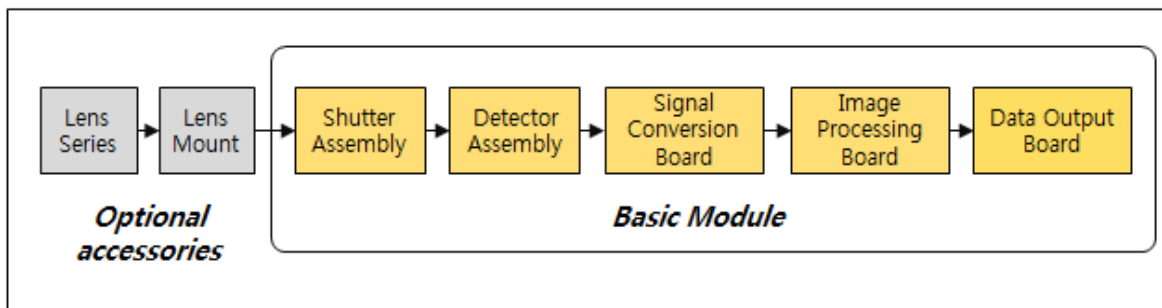 Lens
Series
Lens
Mount
Shutter
Assembly
Detector
Assembly
Signal
Conversion
Board
Image
Processing
Board
Data Output
Board
Optional
accessories
Basic Module